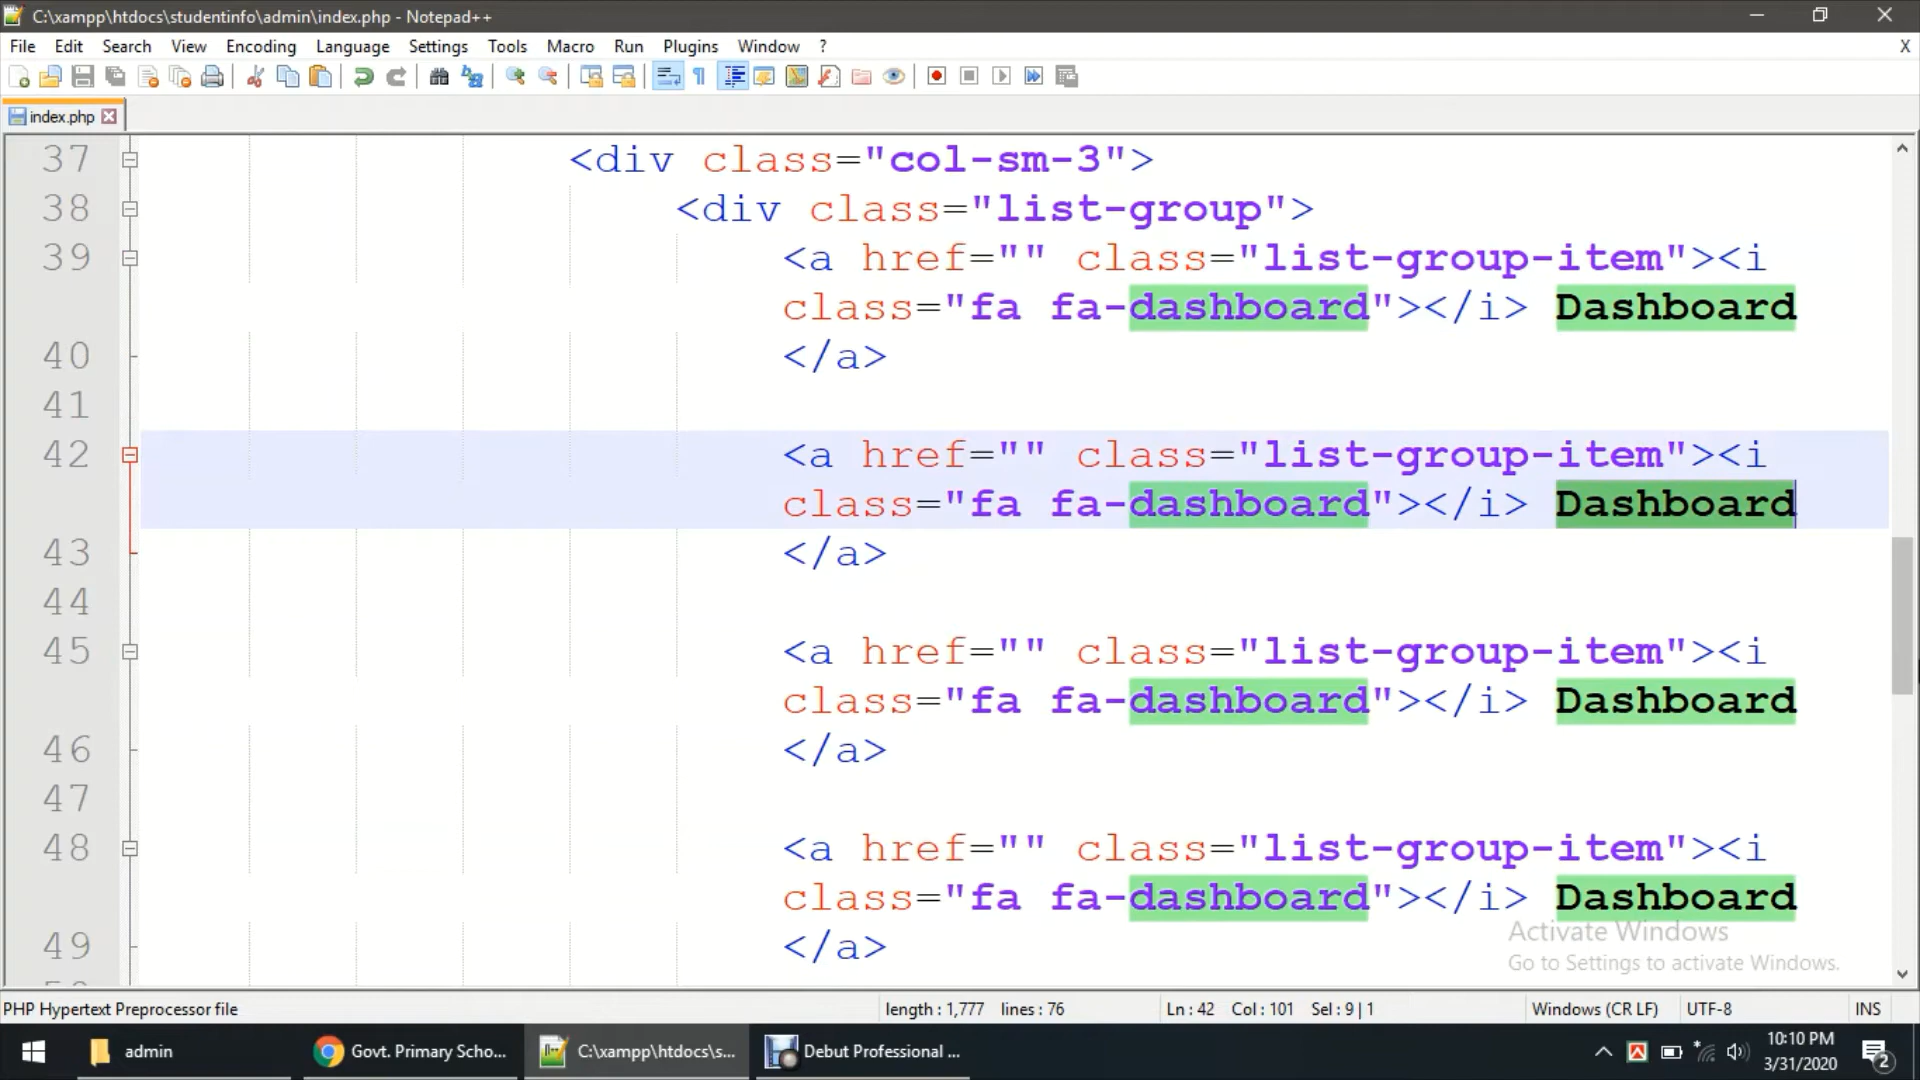 C:\xampp\htdocs\studentinfo\admin\index.php - Notepad++
File Edit Search View Encoding Language Settings Tools Macro Run Plugins Window ? X
index.php
37 <div class="col-sm-3">
38 <div class="list-group">
39 <a href="" class="list-group-item"><i
class="fa fa-dashboard"></i> Dashboard
40 </a>
41
42 <a href="" class="list-group-item"><i
class="fa fa-dashboard"></i> Dashboard
43 </a>
44
45 <a href="" class="list-group-item"><i
class="fa fa-dashboard"></i> Dashboard
46 </a>
47
48 <a href="" class="list-group-item"><i
class="fa fa-dashboard"></i> Dashboard
49 </a>
Activate Windows
Go to Settings to activate Windows.
PHP Hypertext Preprocessor file length : 1,777 lines : 76 Ln : 42 Col : 101 Sel : 9 | 1 Windows (CR LF) UTF-8 INS
admin Govt. Primary Scho... C:\xampp\htdocs\s... Debut Professional ... 10:10 PM
3/31/2020 2